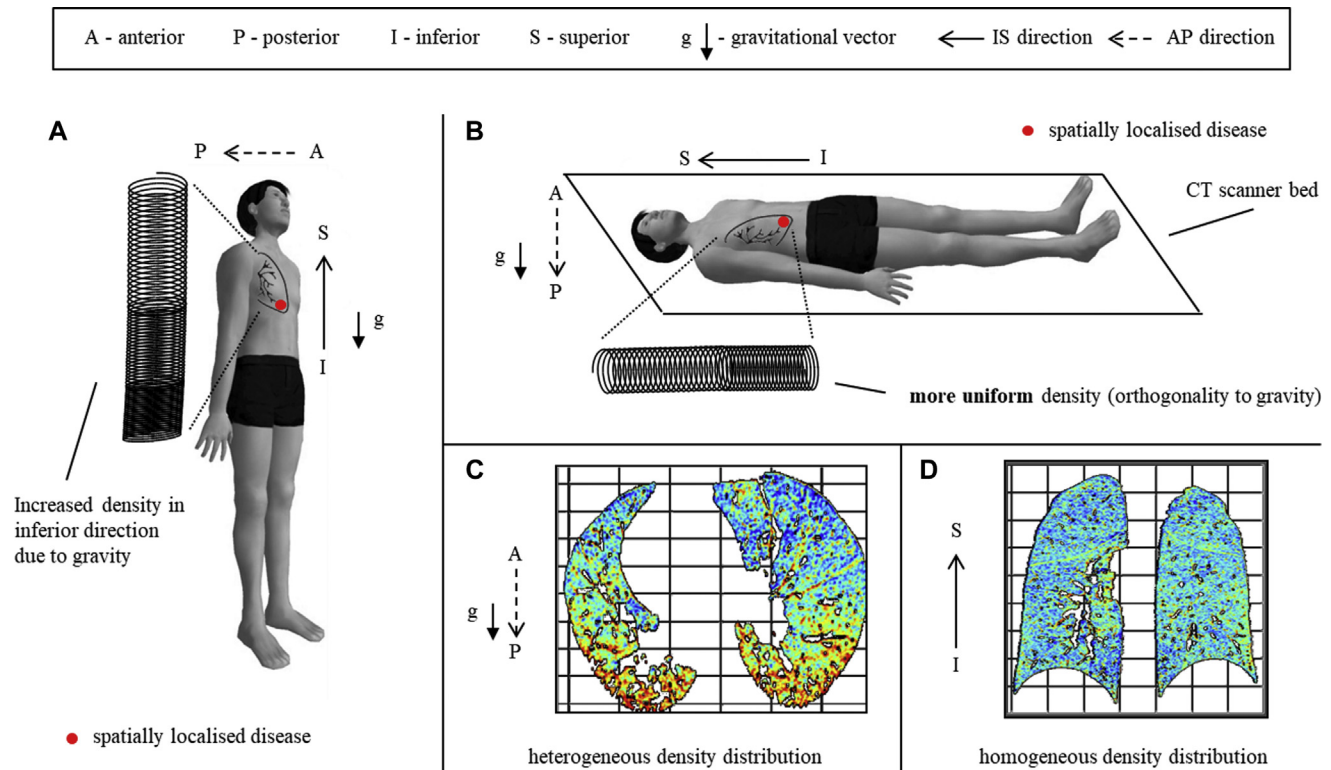 A - anterior P - posterior I - inferior S - superior g - gravitational vector IS direction AP direction
A
P A
S
g
I
Increased density in
inferior direction
due to gravity
spatially localised disease
B
spatially localised disease
S I
CT scanner bed
A
g
P
more uniform density (orthogonality to gravity)
C
A
g
P
heterogeneous density distribution
D
S
I
homogeneous density distribution